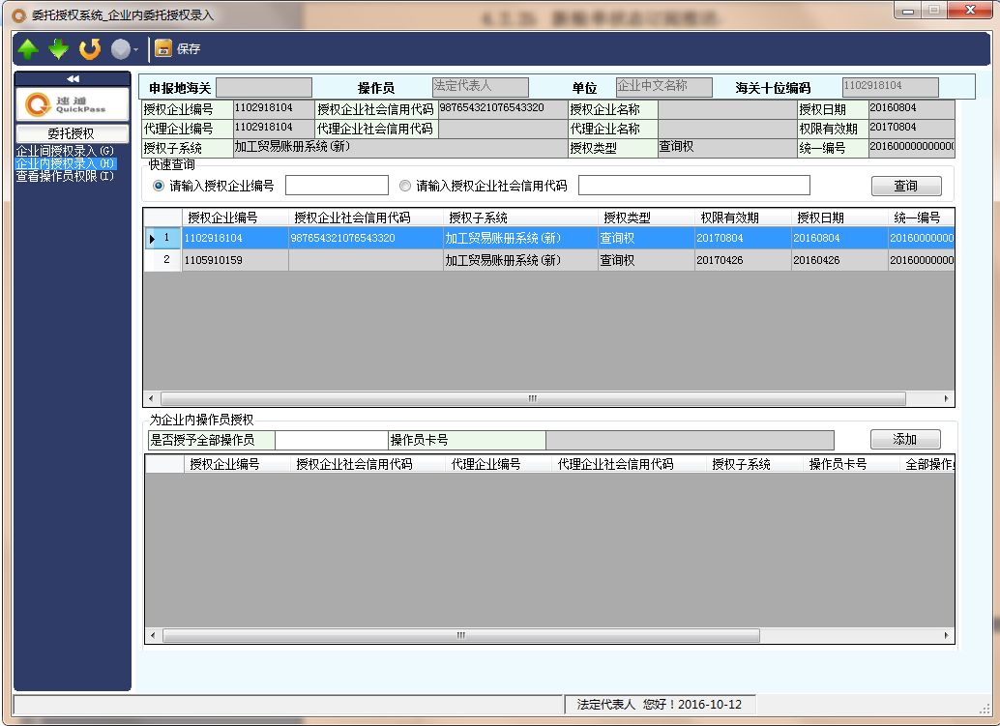 委托授权系统_企业内委托授权录入
保存
速通
QuickPass
委托授权
企业间授权录入(G)
企业内授权录入(H)
查看操作员权限(I)
申报地海关 操作员 法定代表人 单位 企业中文名称 海关十位编码 1102918104
授权企业编号 1102918104 授权企业社会信用代码 987654321076543320 授权企业名称 授权日期 20160804
代理企业编号 1102918104 代理企业社会信用代码 代理企业名称 权限有效期 20170804
授权子系统 加工贸易账册系统(新) 授权类型 查询权 统一编号 20160000000000
快速查询
请输入授权企业编号 请输入授权企业社会信用代码 查询
授权企业编号 授权企业社会信用代码 授权子系统 授权类型 权限有效期 授权日期 统一编号
1 1102918104 987654321076543320 加工贸易账册系统(新) 查询权 20170804 20160804 20160000000
2 1105910159 加工贸易账册系统(新) 查询权 20170426 20160426 20160000000
为企业内操作员授权
是否授予全部操作员 操作员卡号 添加
授权企业编号 授权企业社会信用代码 代理企业编号 代理企业社会信用代码 授权子系统 操作员卡号 全部操作
法定代表人 您好！2016-10-12